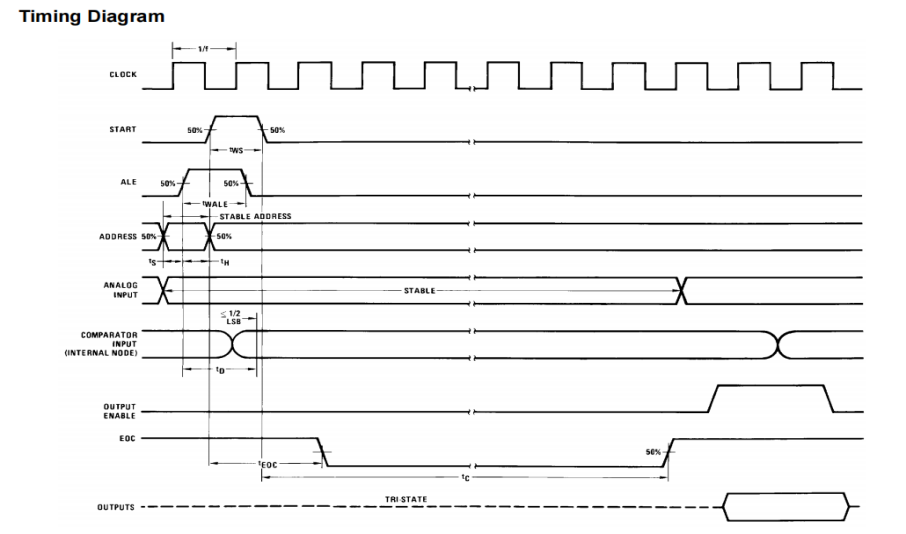 Timing Diagram
1/f
CLOCK
START 50% 50%
tWS
ALE 50% 50%
tWALE
STABLE ADDRESS
ADDRESS 50% 50%
tS tH
ANALOG
INPUT
STABLE
≤ 1/2
LSB
COMPARATOR
INPUT
(INTERNAL NODE)
tD
OUTPUT
ENABLE
EOC
50%
tEOC
tC
TRI-STATE
OUTPUTS